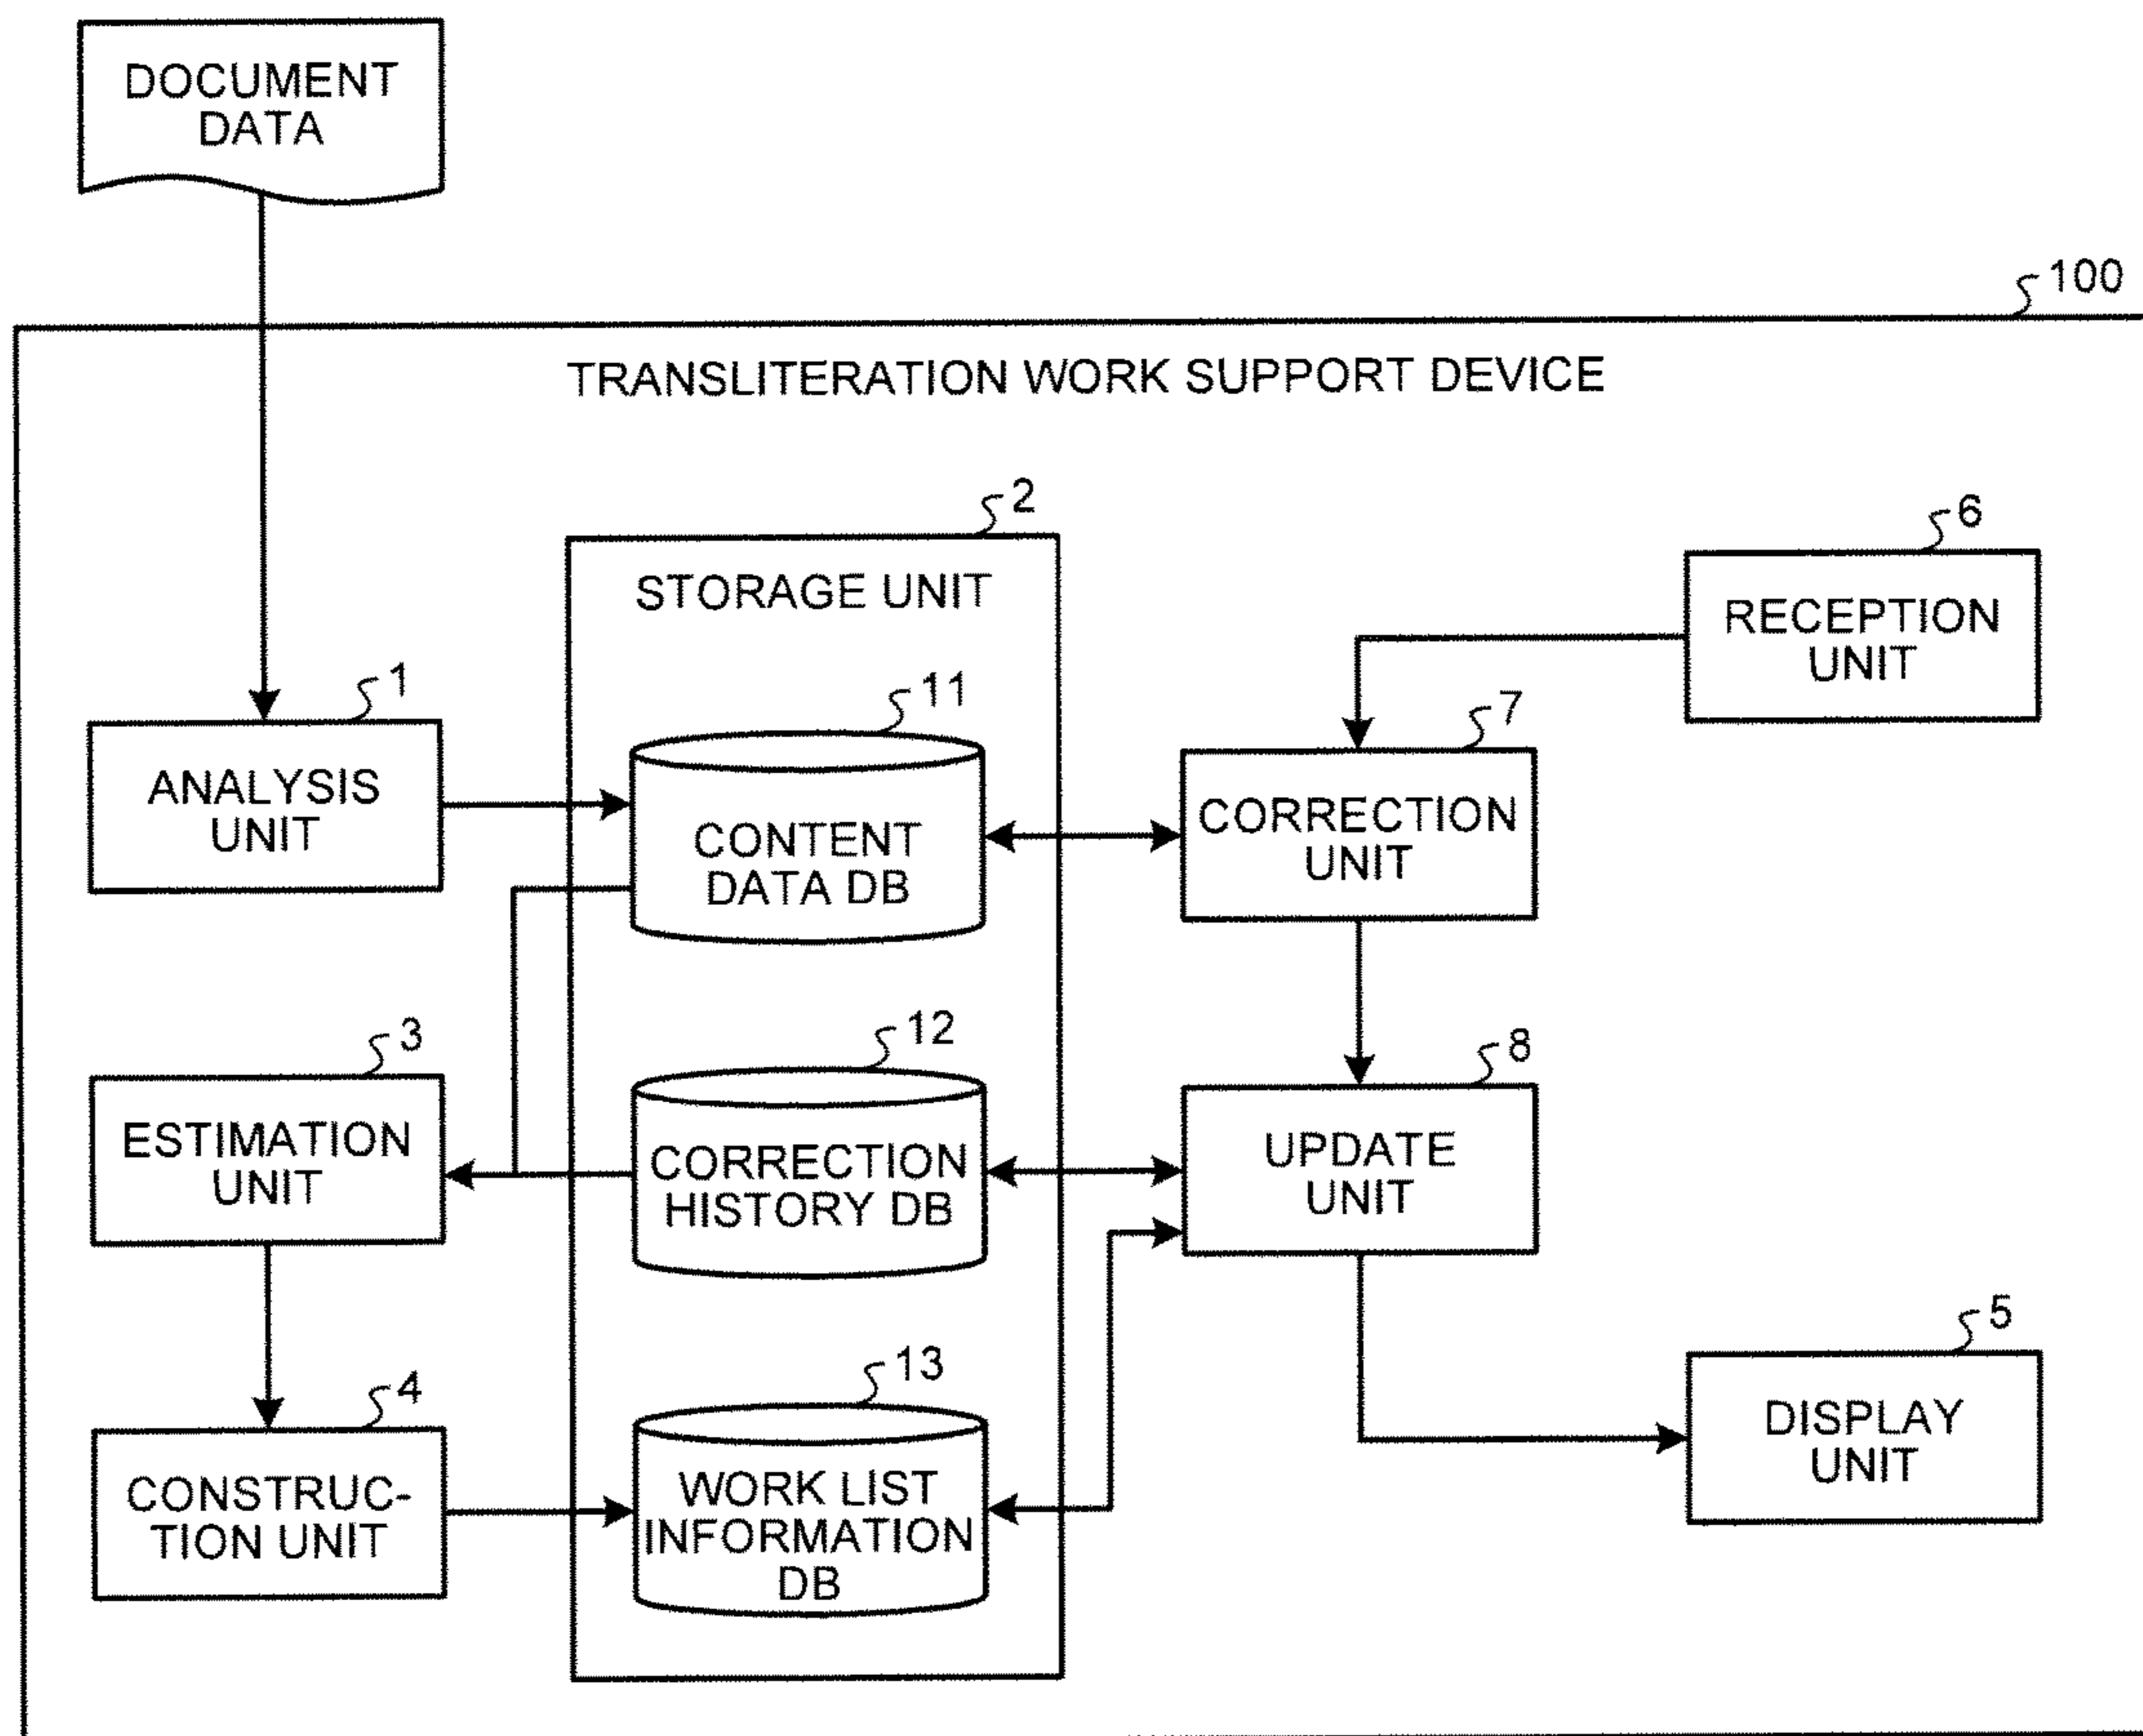 DOCUMENT
DATA
100
TRANSLITERATION WORK SUPPORT DEVICE
2
STORAGE UNIT
6
RECEPTION
UNIT
1
ANALYSIS
UNIT
11
CONTENT
DATA DB
7
CORRECTION
UNIT
3
ESTIMATION
UNIT
12
CORRECTION
HISTORY DB
8
UPDATE
UNIT
4
CONSTRUC-
TION UNIT
13
WORK LIST
INFORMATION
DB
5
DISPLAY
UNIT